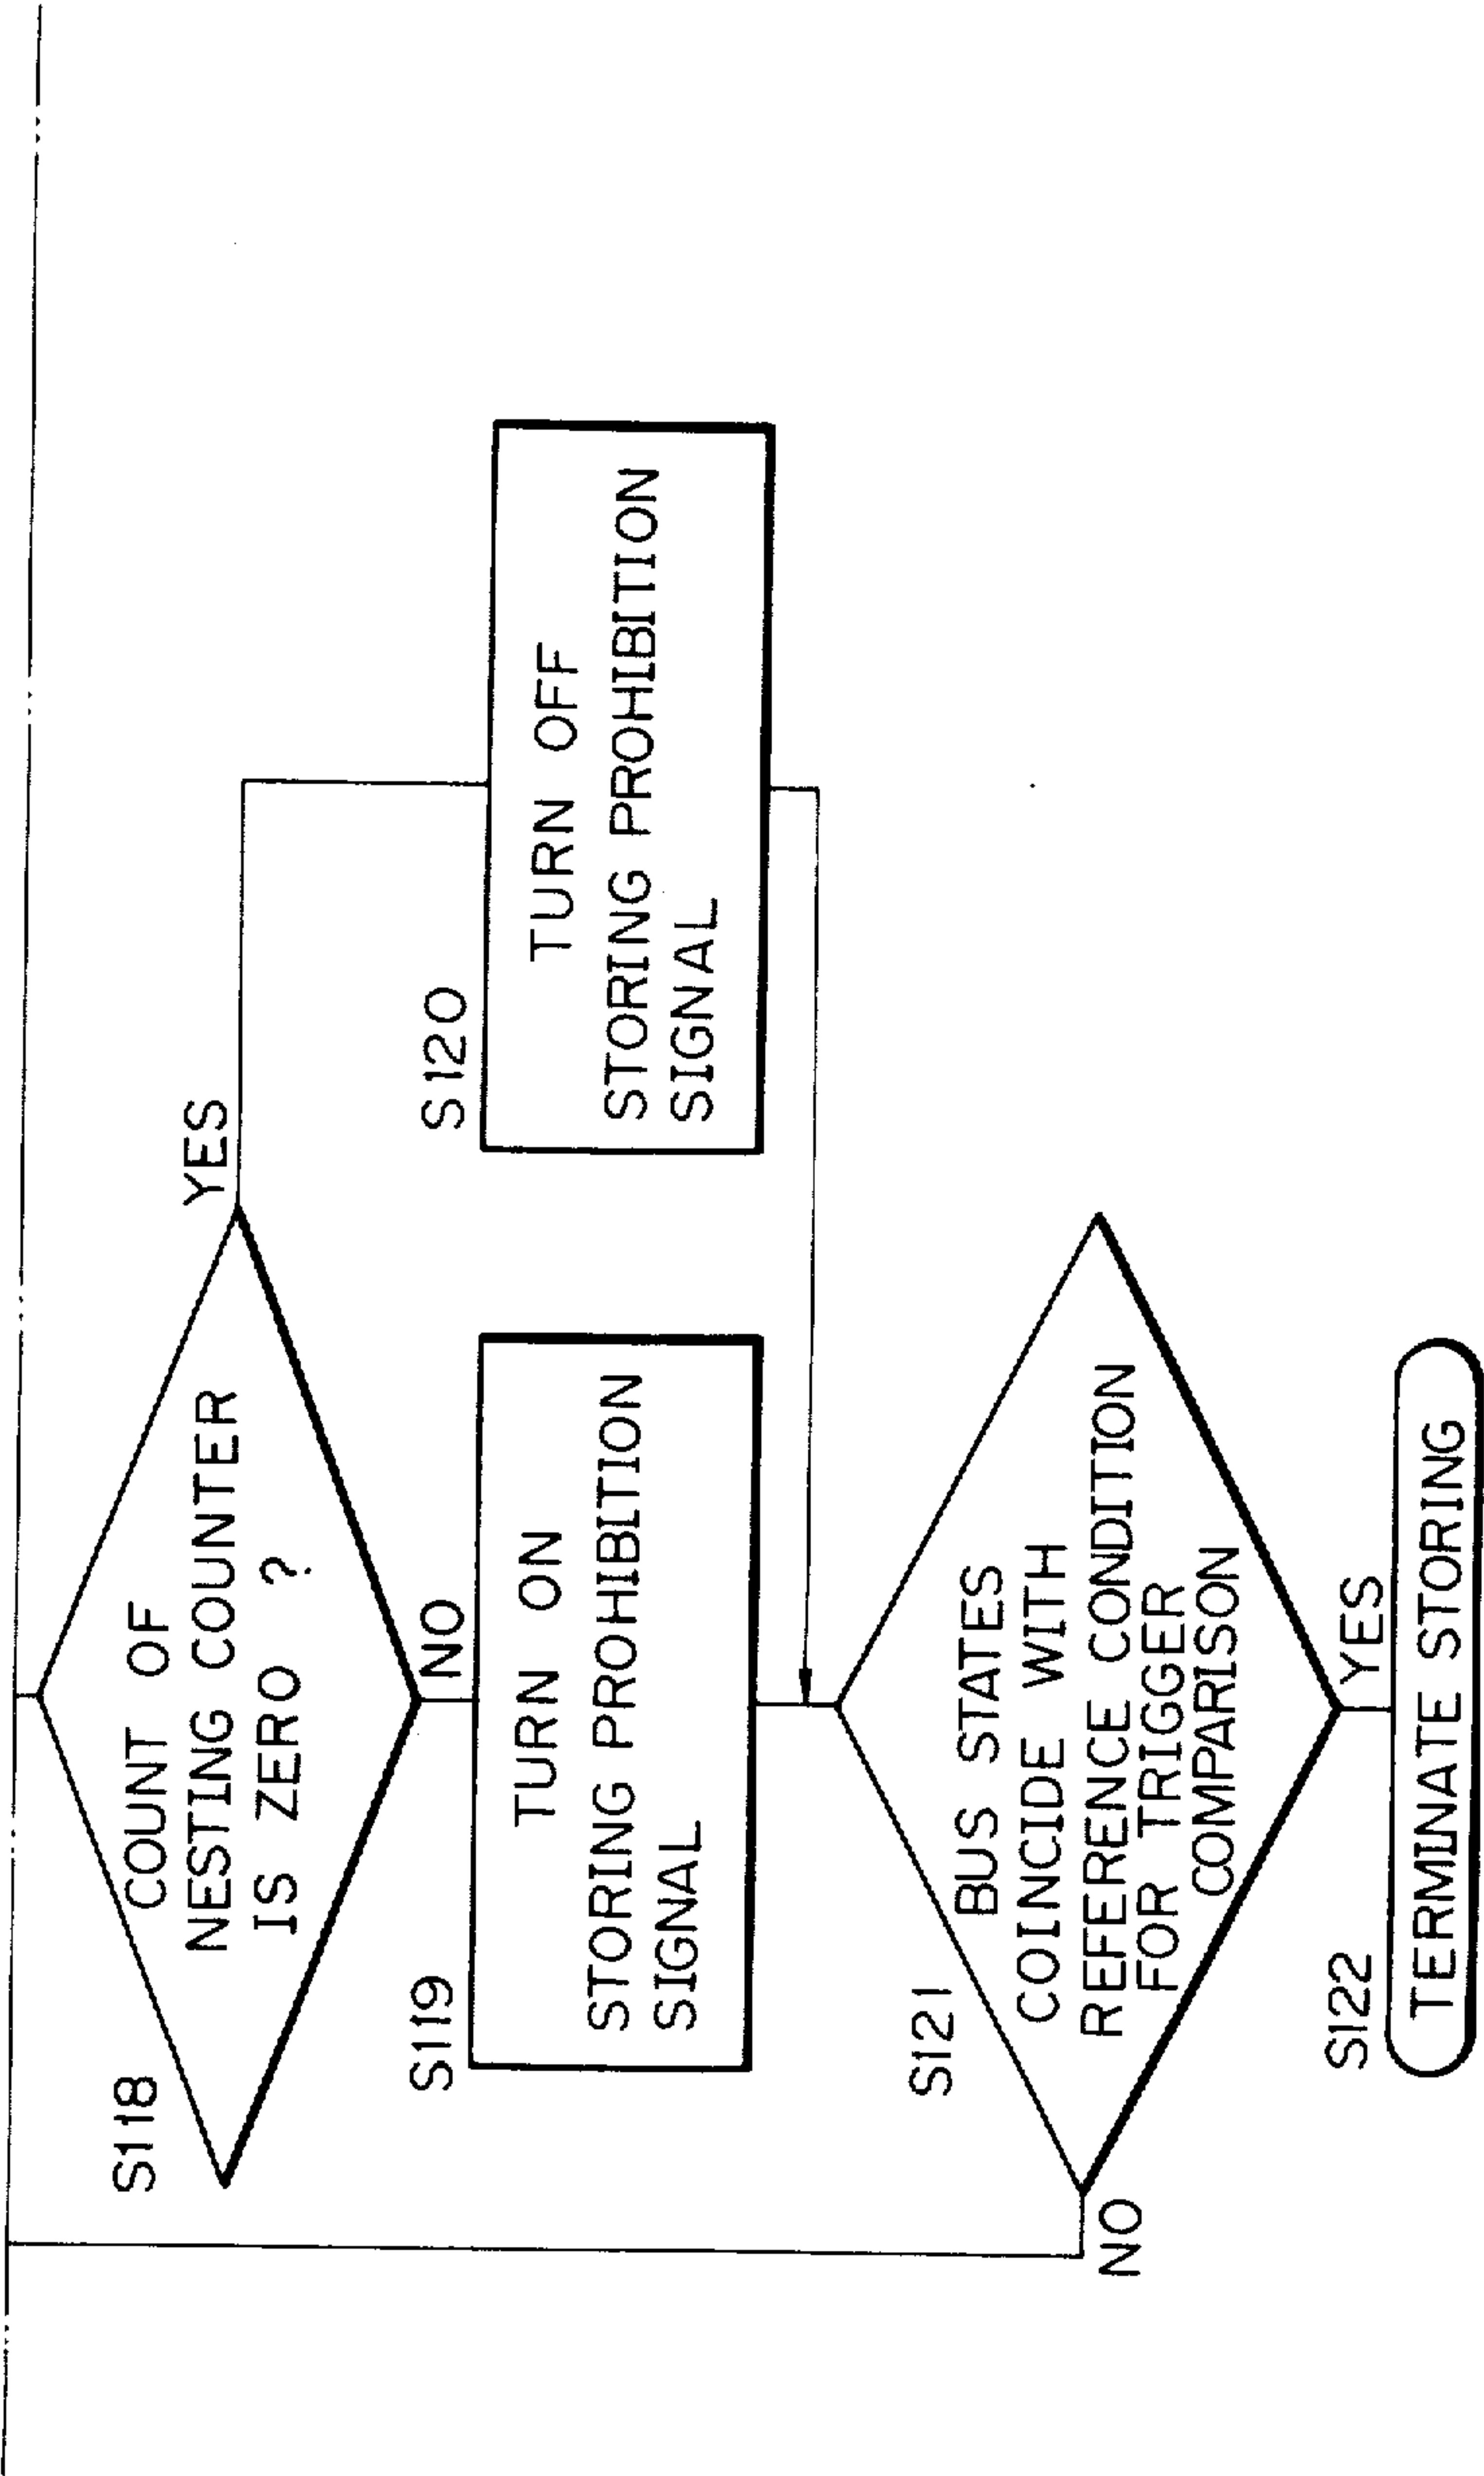 S118
COUNT OF
NESTING COUNTER
IS ZERO ?
YES
NO
S119
TURN ON
STORING PROHIBITION
SIGNAL
S120
TURN OFF
STORING PROHIBITION
SIGNAL
S121
BUS STATES
COINCIDE WITH
REFERENCE CONDITION
FOR TRIGGER
COMPARISON
NO
YES
S122
TERMINATE STORING